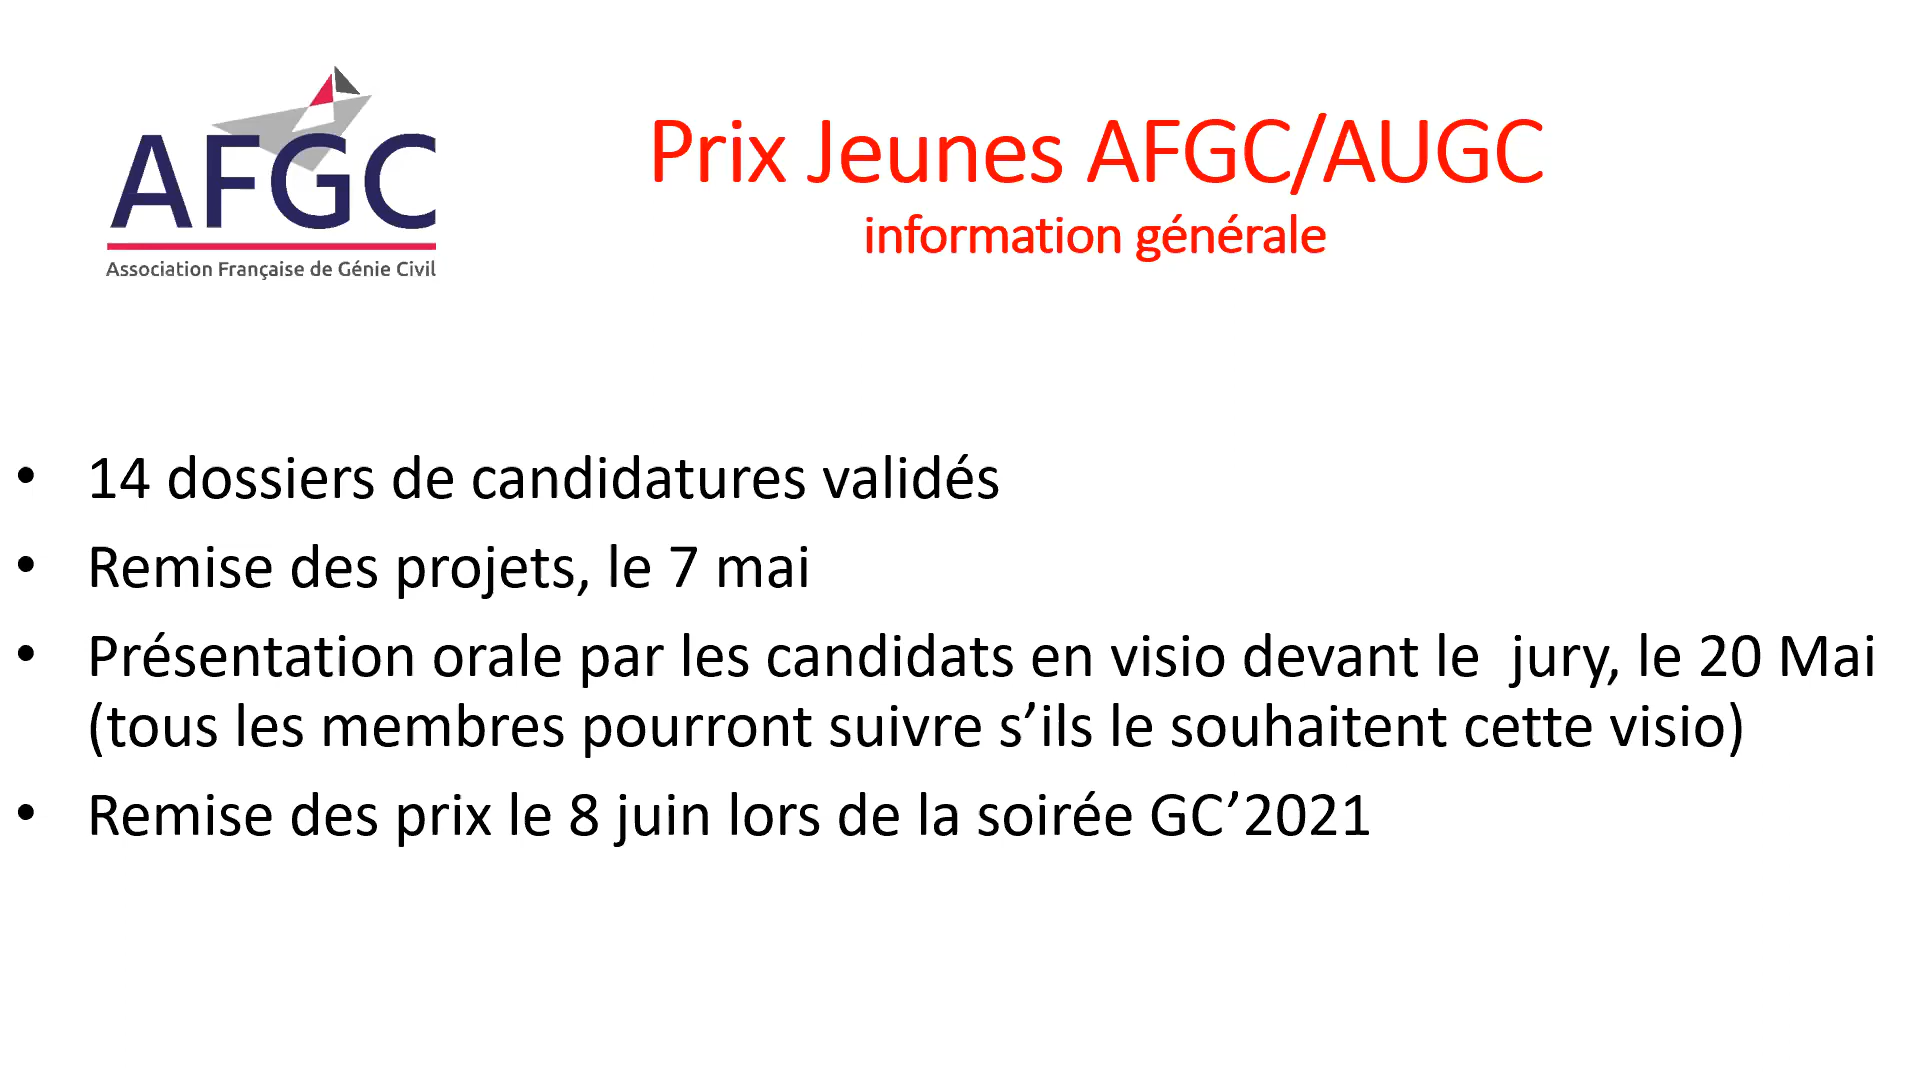 AFGC
Association Française de Génie Civil
Prix Jeunes AFGC/AUGC
information générale
• 14 dossiers de candidatures validés
• Remise des projets, le 7 mai
• Présentation orale par les candidats en visio devant le  jury, le 20 Mai
(tous les membres pourront suivre s’ils le souhaitent cette visio)
• Remise des prix le 8 juin lors de la soirée GC’2021